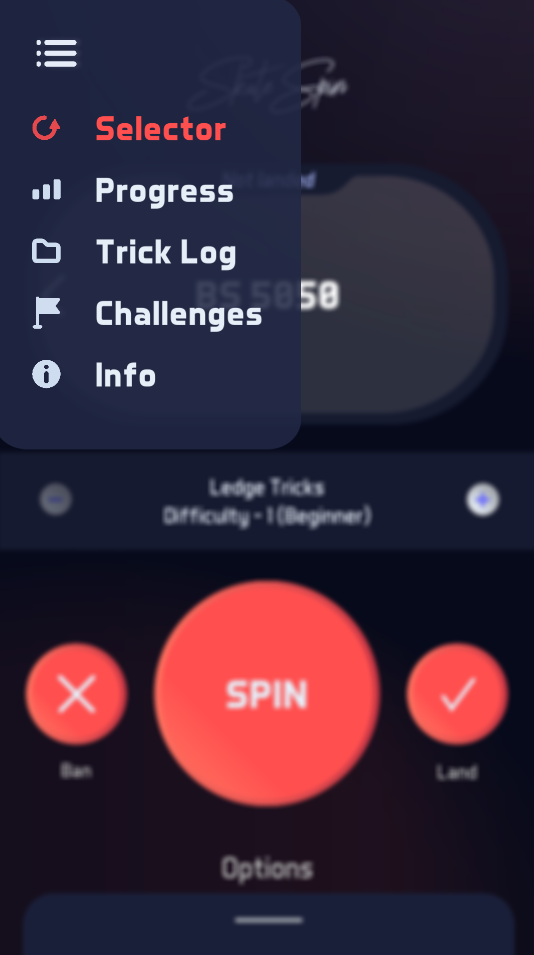 Skate Spin
Selector
Progress
Trick Log
Challenges
Info
Not landed
BS 5050
Ledge Tricks
Difficulty - 1 (Beginner)
SPIN
Ban
Land
Options